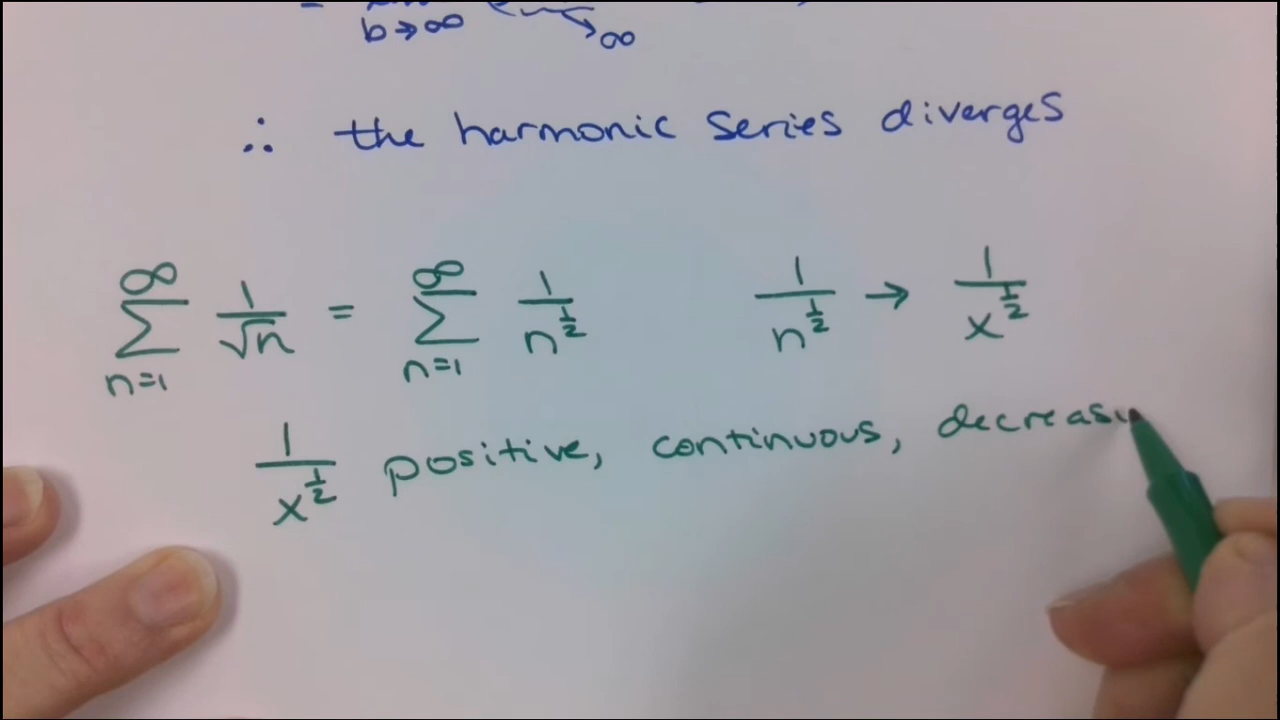 b→∞ ∞
∴ the harmonic series diverges
∞ ∑ n=1 1/√n = ∞ ∑ n=1 1/n^½ 1/n^½ → 1/x^½
1/x^½ positive, continuous, decreasi